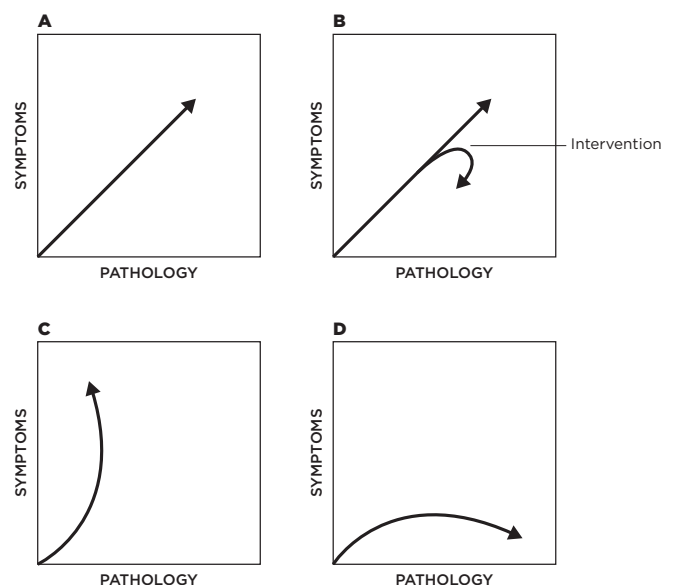 A
B
SYMPTOMS
PATHOLOGY
SYMPTOMS
Intervention
PATHOLOGY
C
D
SYMPTOMS
PATHOLOGY
SYMPTOMS
PATHOLOGY